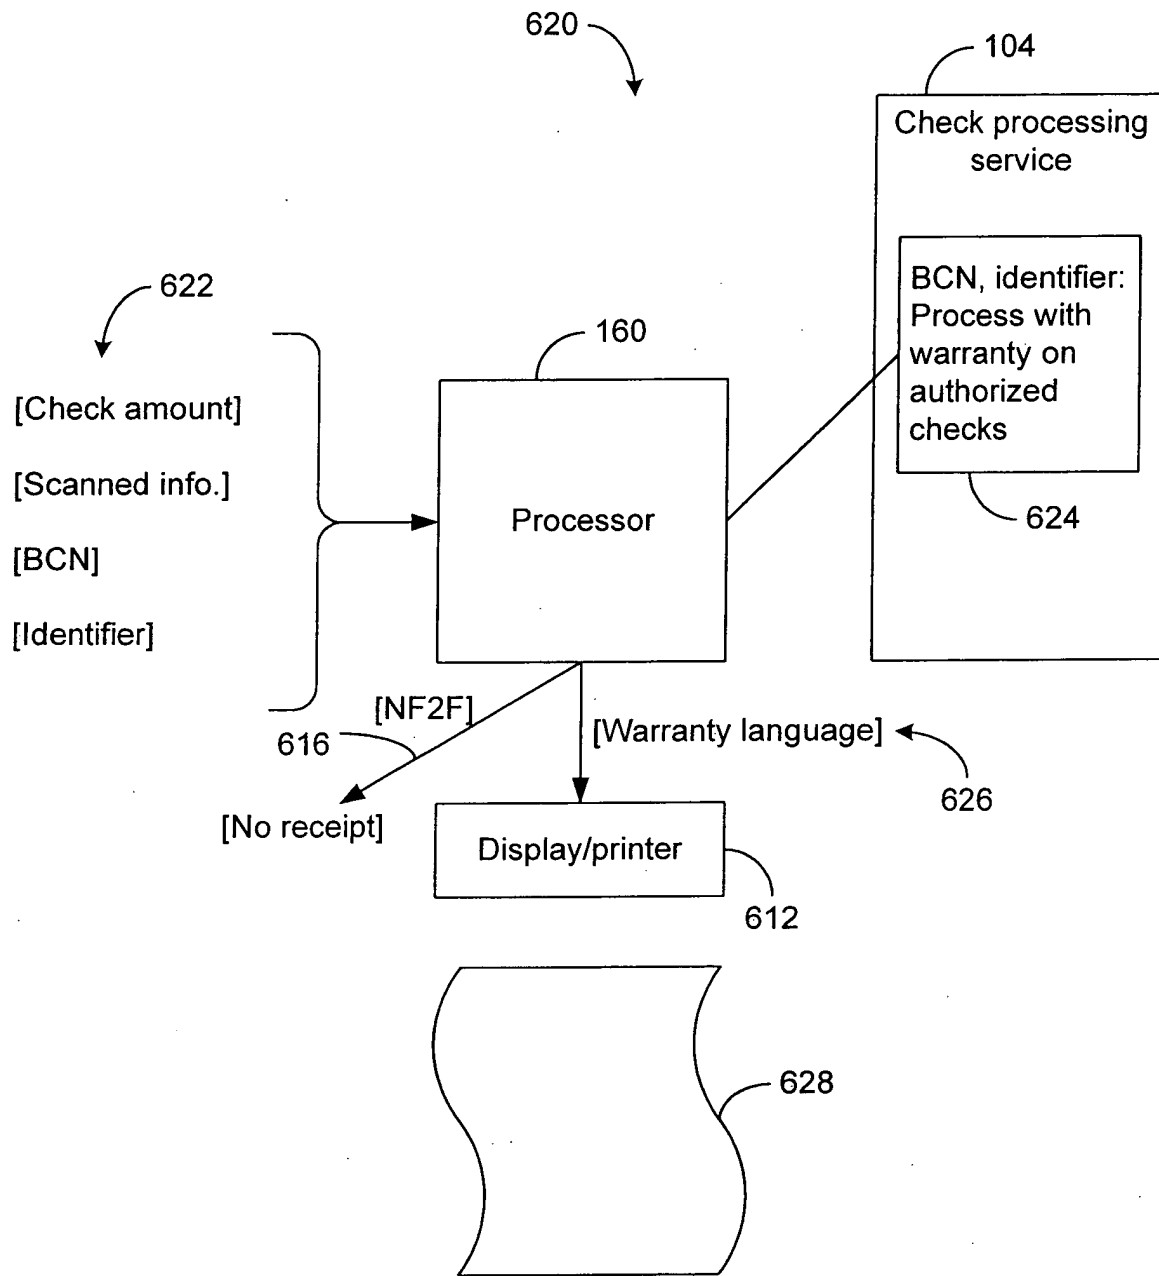 620
104
Check processing
service
622
BCN, identifier:
Process with
warranty on
authorized
checks
160
[Check amount]
[Scanned info.]
624
Processor
[BCN]
[Identifier]
[NF2F]
[Warranty language]
616
626
[No receipt]
Display/printer
612
628